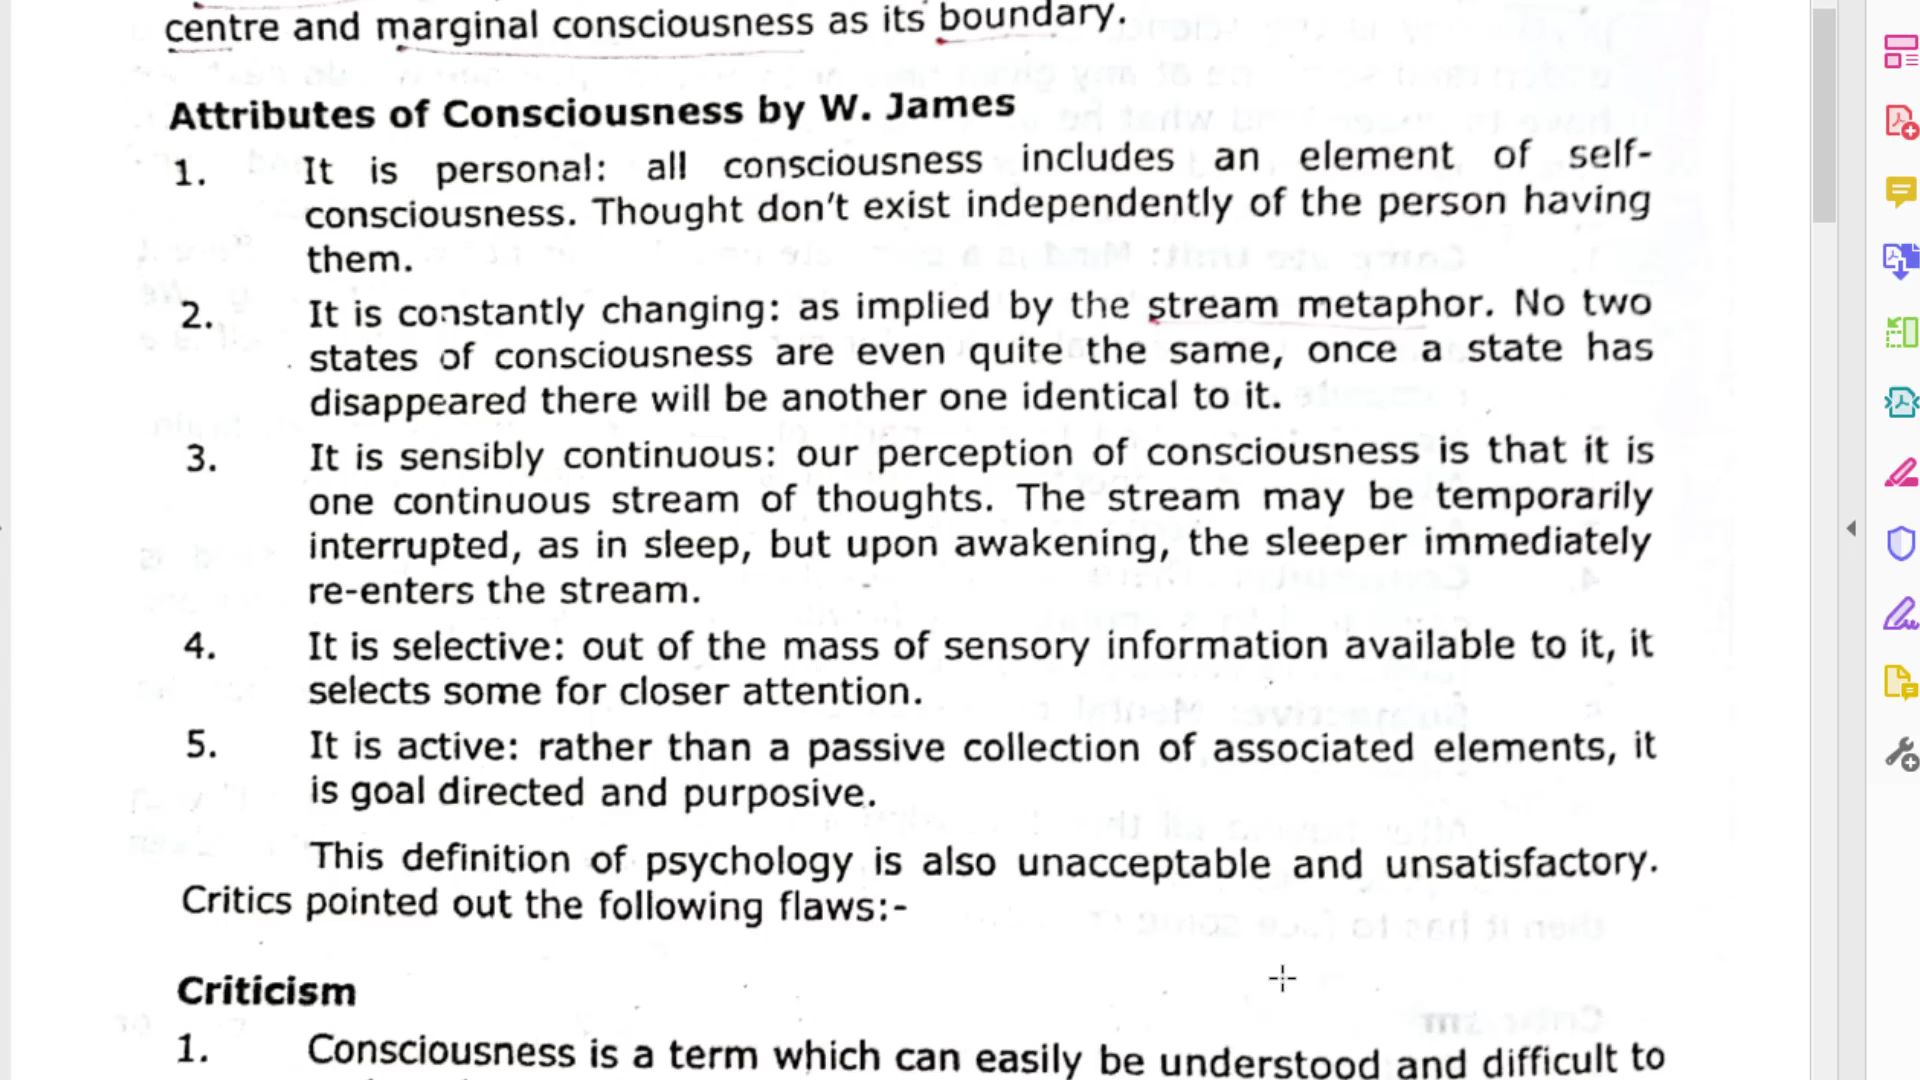 centre and marginal consciousness as its boundary.
Attributes of Consciousness by W. James
1. It is personal: all consciousness includes an element of self-
consciousness. Thought don't exist independently of the person having
them.
2. It is constantly changing: as implied by the stream metaphor. No two
states of consciousness are even quite the same, once a state has
disappeared there will be another one identical to it.
3. It is sensibly continuous: our perception of consciousness is that it is
one continuous stream of thoughts. The stream may be temporarily
interrupted, as in sleep, but upon awakening, the sleeper immediately
re-enters the stream.
4. It is selective: out of the mass of sensory information available to it, it
selects some for closer attention.
5. It is active: rather than a passive collection of associated elements, it
is goal directed and purposive.
This definition of psychology is also unacceptable and unsatisfactory.
Critics pointed out the following flaws:-
Criticism
1. Consciousness is a term which can easily be understood and difficult to